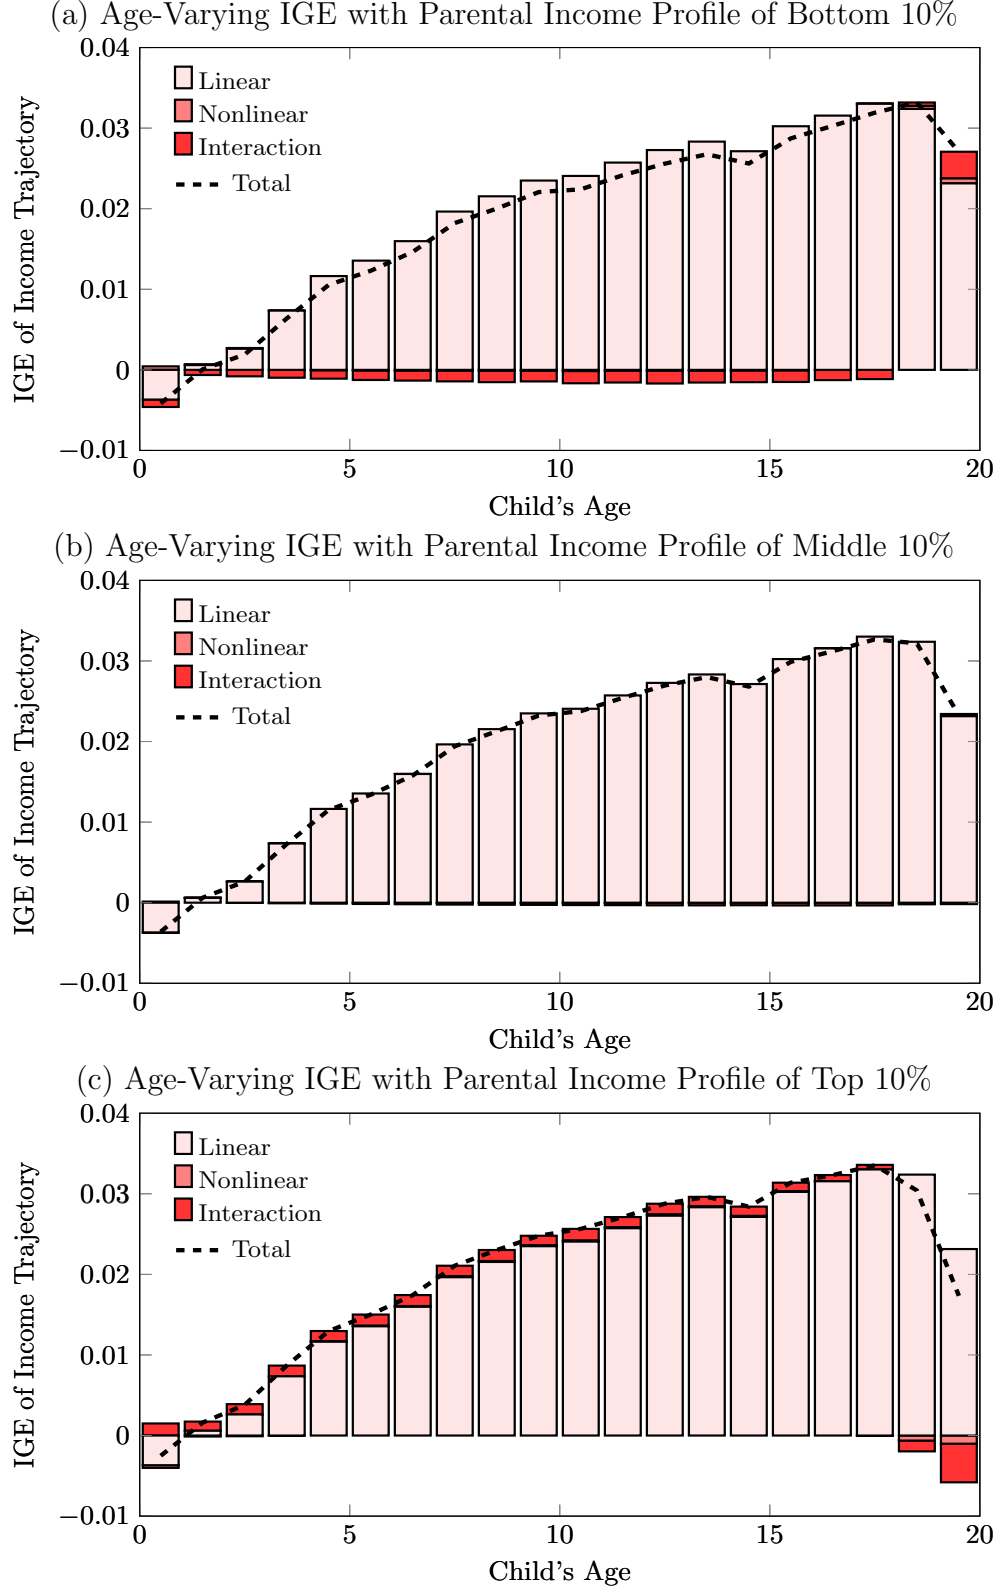 (a) Age-Varying IGE with Parental Income Profile of Bottom 10%
0.04
0.03
0.02
0.01
0
−0.01
IGE of Income Trajectory
Linear
Nonlinear
Interaction
Total
0
5
10
15
20
Child's Age
(b) Age-Varying IGE with Parental Income Profile of Middle 10%
0.04
0.03
0.02
0.01
0
−0.01
IGE of Income Trajectory
Linear
Nonlinear
Interaction
Total
0
5
10
15
20
Child's Age
(c) Age-Varying IGE with Parental Income Profile of Top 10%
0.04
0.03
0.02
0.01
0
−0.01
IGE of Income Trajectory
Linear
Nonlinear
Interaction
Total
0
5
10
15
20
Child's Age